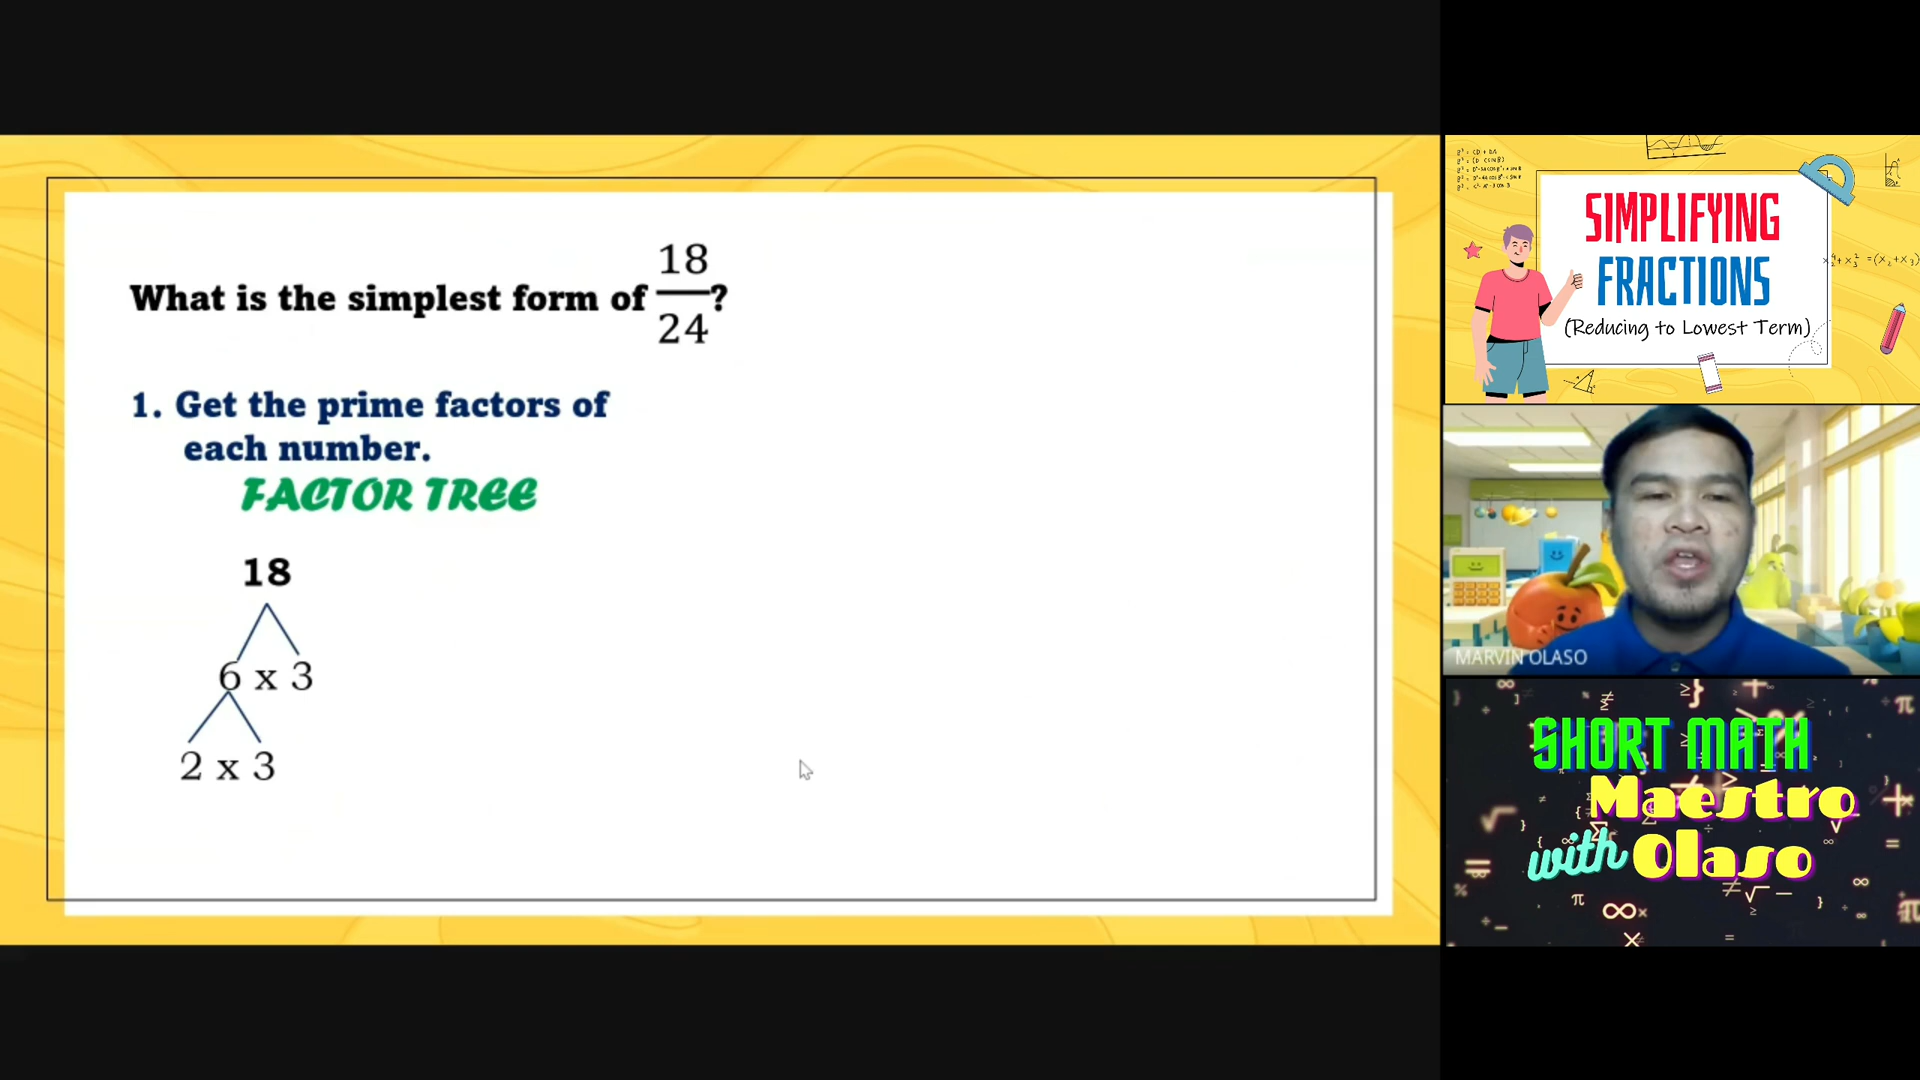 What is the simplest form of 18/24?
1. Get the prime factors of
each number.
FACTOR TREE
18
6 x 3
2 x 3
SIMPLIFYING
FRACTIONS
(Reducing to Lowest Term)
MARVIN OLASO
SHORT MATH
Maestro
with Olaso